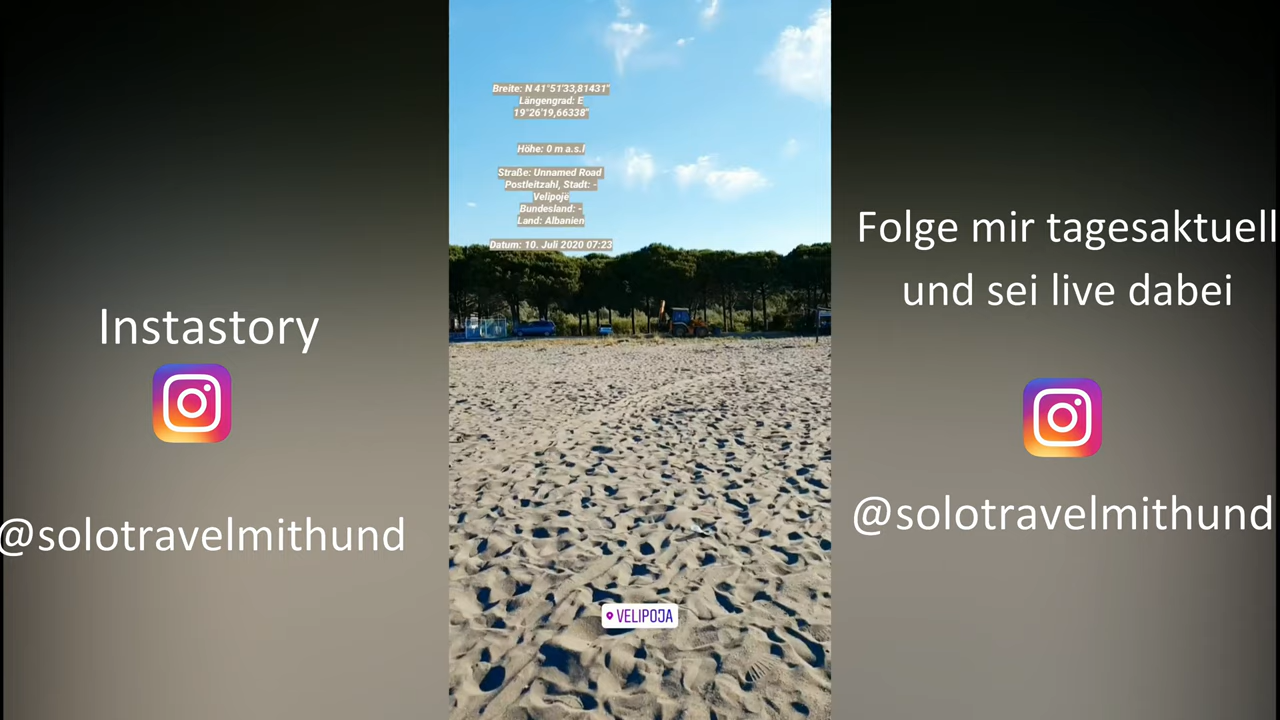 Instastory
@solotravelmithund
Breite: N 41°51'33,81431"
Längengrad: E
19°26'19,66338"
Höhe: 0 m a.s.l
Straße: Unnamed Road
Postleitzahl, Stadt: -
Velipojë
Bundesland: -
Land: Albanien
Datum: 10. Juli 2020 07:23
VELIPOJA
Folge mir tagesaktuell
und sei live dabei
@solotravelmithund